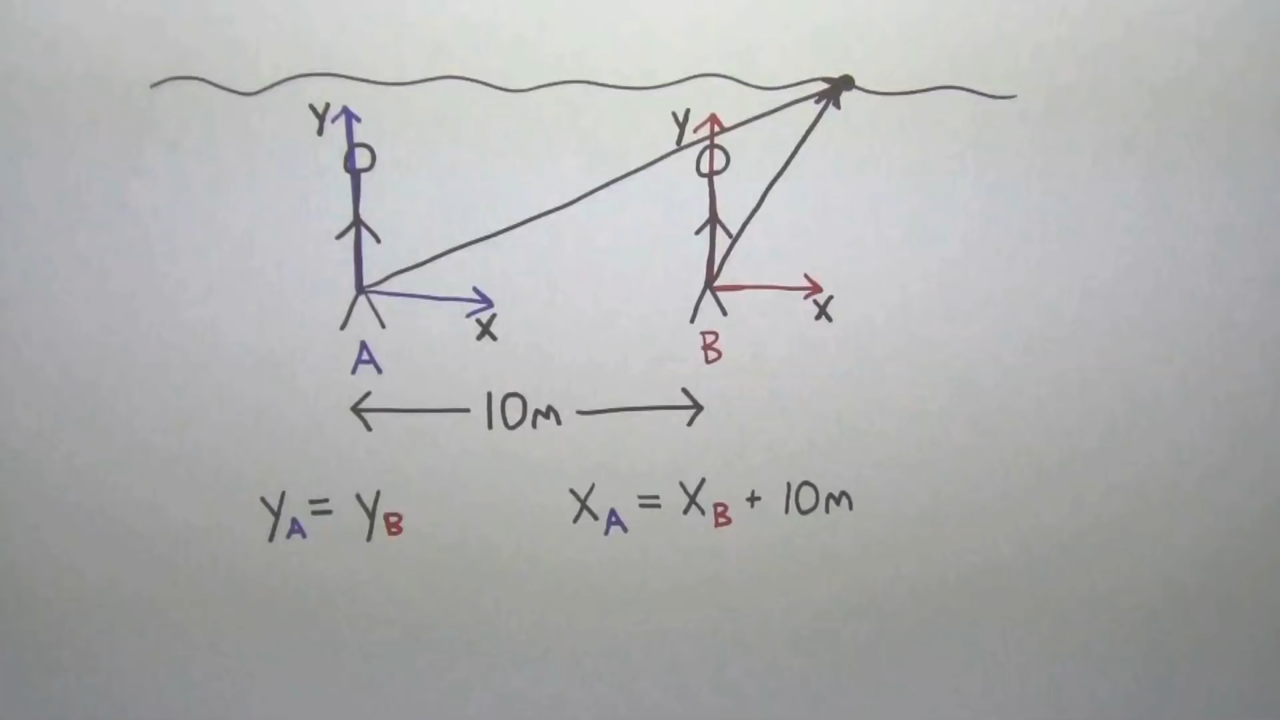 Y
Y
X
X
A
B
10m
YA = YB
XA = XB + 10m